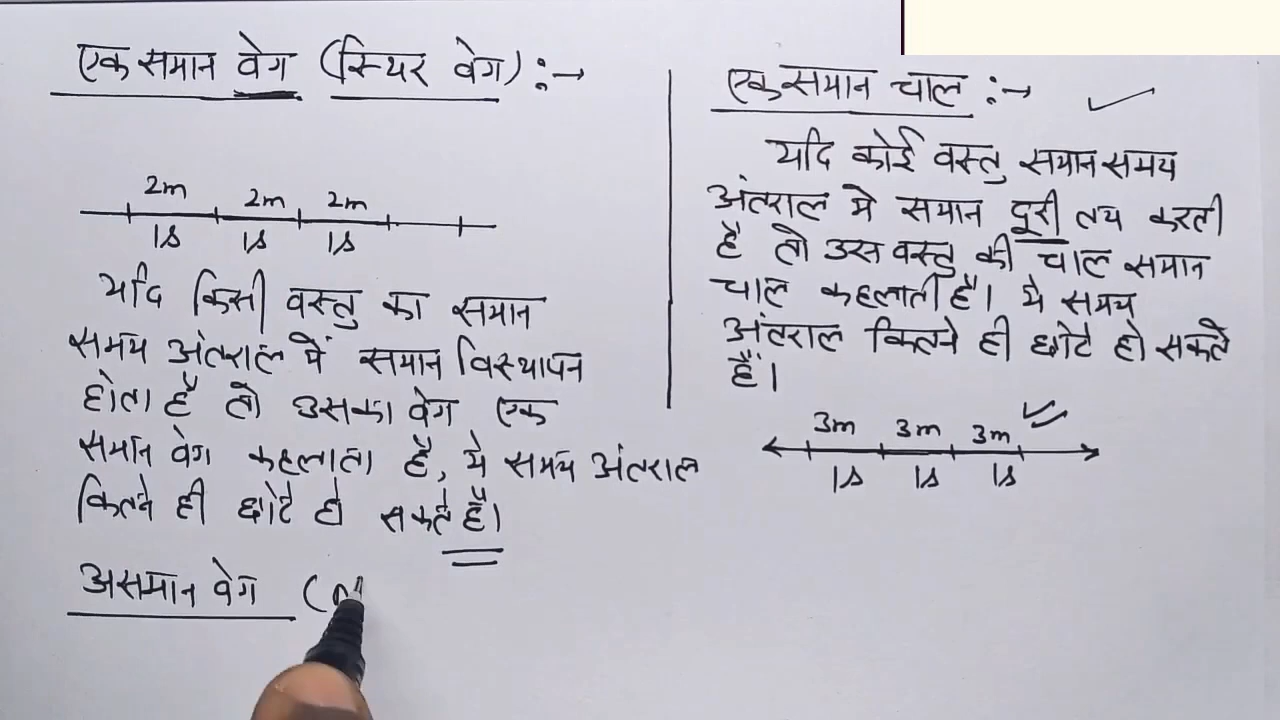 एक समान वेग (स्थिर वेग) :→
2m 2m 2m
1s 1s 1s
यदि किसी वस्तु का समान
समय अंतराल में समान विस्थापन
होता है तो उसका वेग एक
समान वेग कहलाता है, ये समय अंतराल
कितने ही छोटे हो सकते हैं।
असमान वेग (
एकसमान चाल :→ ✓
यदि कोई वस्तु समान समय
अंतराल मे समान दूरी तय करती
है तो उस वस्तु की चाल समान
चाल कहलाती है। ये समय
अंतराल कितने ही छोटे हो सकते
हैं।
3m 3m 3m
1s 1s 1s